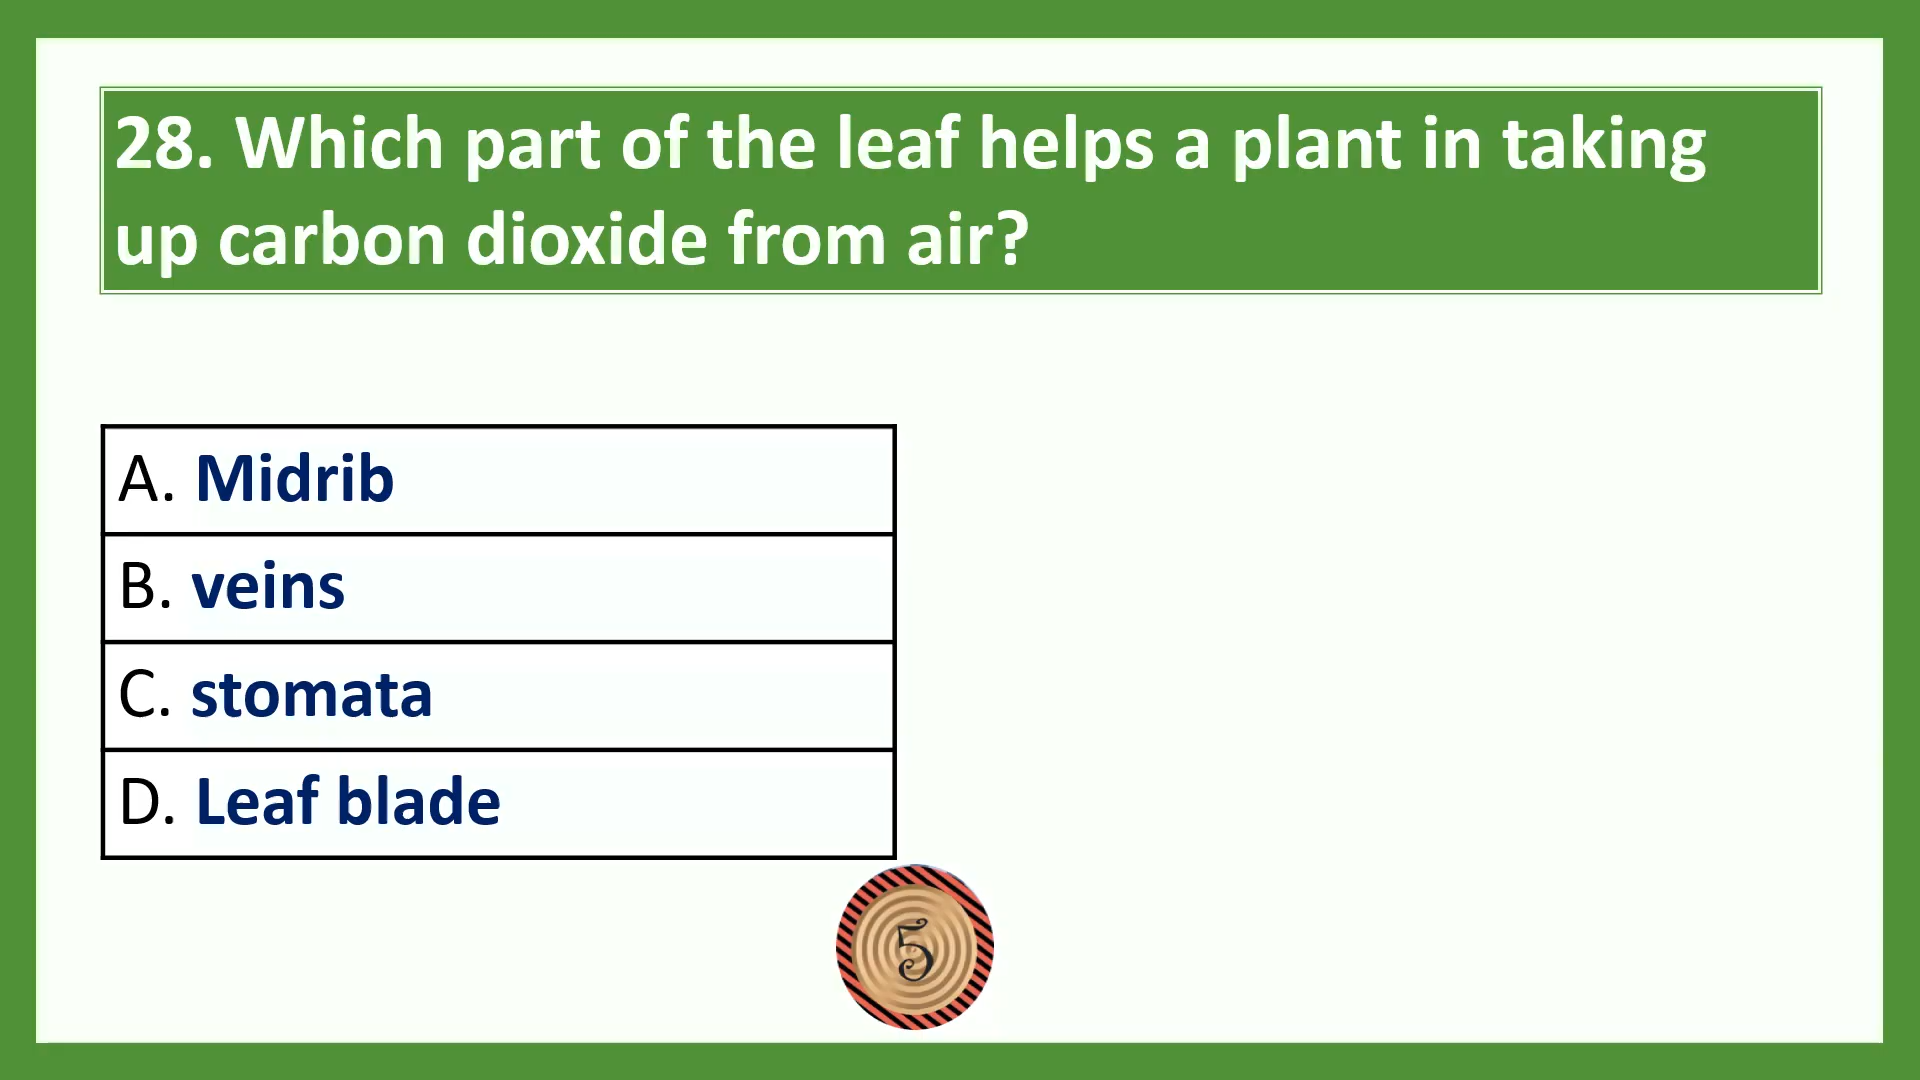 28. Which part of the leaf helps a plant in taking
up carbon dioxide from air?
A. Midrib
B. veins
C. stomata
D. Leaf blade
5